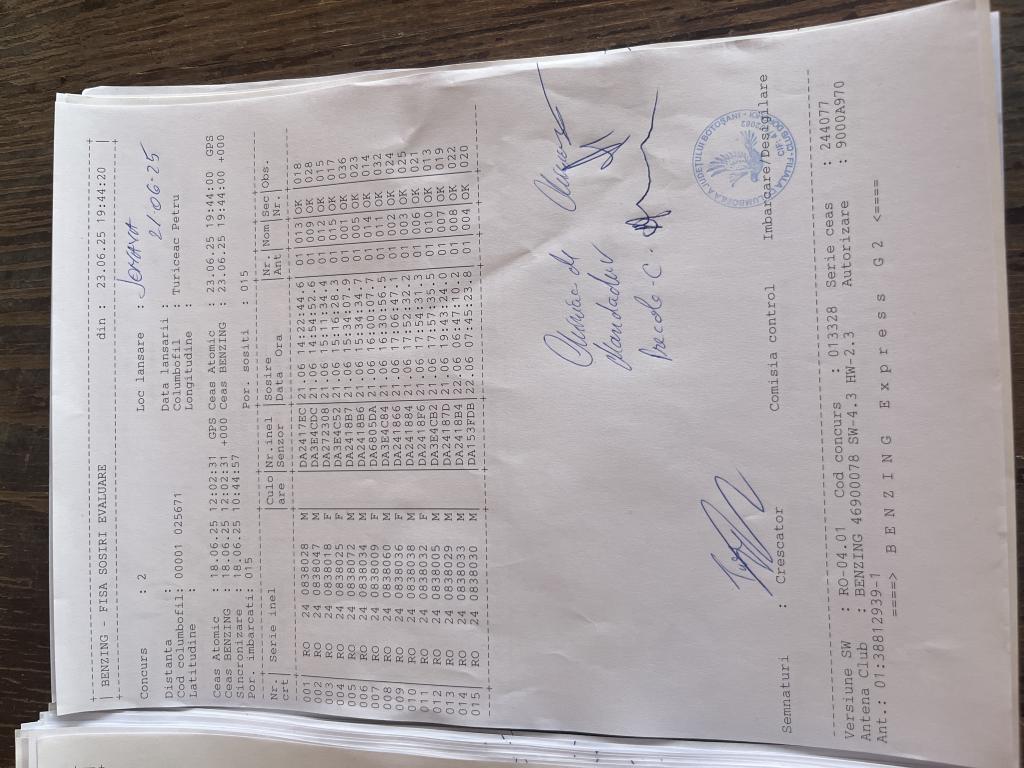 BENZING - FISA SOSIRI EVALUARE din : 23.06.25 19:44:20
Concurs : 2 Loc lansare : Jerava
Distanta : Data lansarii : 21-06-25
Cod columbofil: 00001 025671 Columbofil : Turiceac Petru
Latitudine : Longitudine :
Ceas Atomic : 18.06.25 12:02:31 GPS Ceas Atomic : 23.06.25 19:44:00 GPS
Ceas BENZING : 18.06.25 12:02:31 +000 Ceas BENZING : 23.06.25 19:44:00 +000
Sincronizare : 18.06.25 10:44:57
Por. imbarcati: 015 Por. sositi : 015
Nr. Serie inel Culo Nr.inel Sosire Nr. Nom Sec Obs.
crt are Senzor Data Ora Ant Nr. Nr.
001 RO 24 0838028 M DA2417EC 21.06 14:22:44.6 01 013 OK 018
002 RO 24 0838047 M DA3E4CDC 21.06 14:54:52.6 01 009 OK 028
003 RO 24 0838018 F DA272308 21.06 15:11:34.4 01 012 OK 017
004 RO 24 0838025 F DA3E4C52 21.06 15:16:28.1 01 015 OK 036
005 RO 24 0838072 M DA2418B7 21.06 15:34:07.9 01 001 OK 023
006 RO 24 0838034 M DA2418B6 21.06 15:34:34.7 01 005 OK 014
007 RO 24 0838009 F DA6805DA 21.06 16:00:07.7 01 014 OK 032
008 RO 24 0838060 M DA3E4C84 21.06 16:30:56.5 01 011 OK 024
009 RO 24 0838036 F DA241866 21.06 17:06:47.1 01 003 OK 025
010 RO 24 0838038 M DA241884 21.06 17:52:32.2 01 006 OK 021
011 RO 24 0838032 F DA2418F6 21.06 17:54:31.3 01 010 OK 013
012 RO 24 0838005 M DA3E4CB2 21.06 17:57:35.5 01 007 OK 019
013 RO 24 0838029 M DA24187D 21.06 19:43:24.0 01 008 OK 022
014 RO 24 0838033 M DA2418B4 22.06 06:47:10.2 01 004 OK 020
015 RO 24 0838030 M DA153FDB 22.06 07:45:23.8
Semnaturi : Crescator Comisia control Imbarcare/Desigilare
Versiune SW : RO-04.01 Cod concurs : 013328 Serie ceas : 244077
Antena Club : BENZING 46900078 SW-4.3 HW-2.3 Autorizare : 9000A970
Ant.: 01:38812939-1
====> B E N Z I N G E x p r e s s G 2 <====